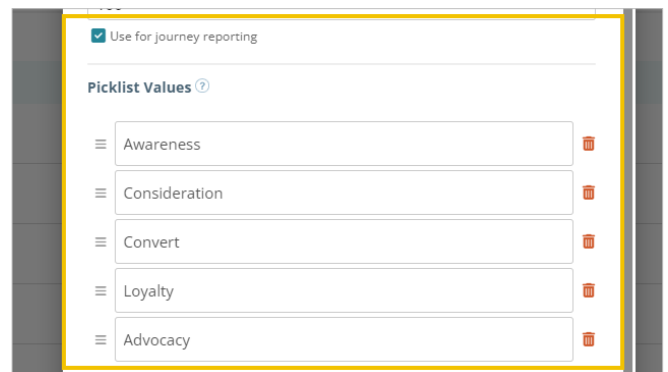 Use for journey reporting
Picklist Values ?
Awareness
Consideration
Convert
Loyalty
Advocacy